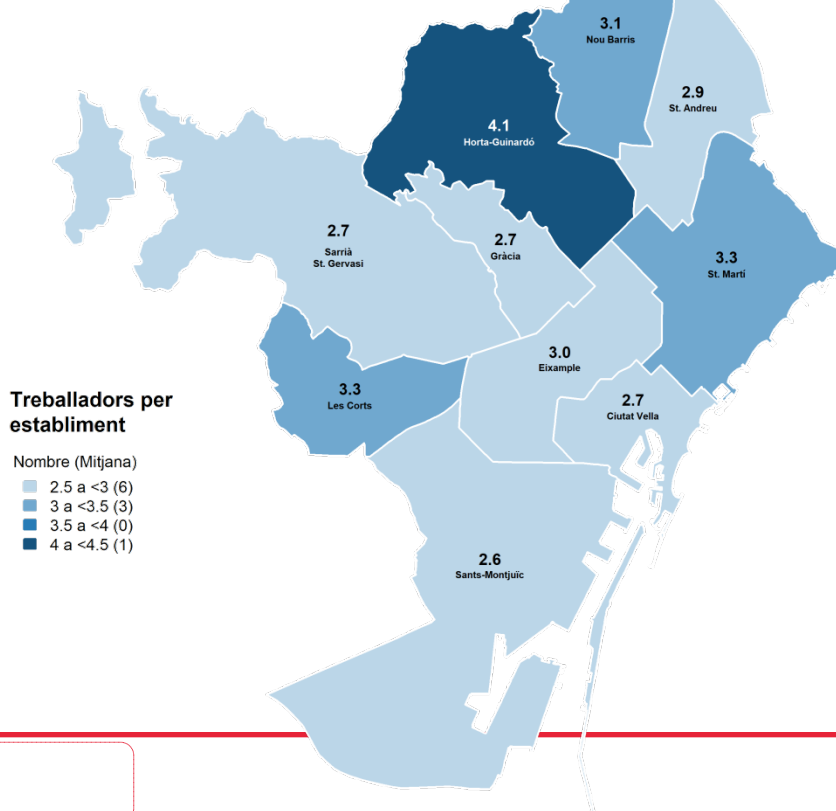 3.1
Nou Barris
2.9
St. Andreu
4.1
Horta-Guinardó
2.7
Sarrià
St. Gervasi
2.7
Gràcia
3.3
St. Martí
3.0
Eixample
3.3
Les Corts
2.7
Ciutat Vella
Treballadors per
establiment
Nombre (Mitjana)
2.5 a <3 (6)
3 a <3.5 (3)
3.5 a <4 (0)
4 a <4.5 (1)
2.6
Sants-Montjuïc